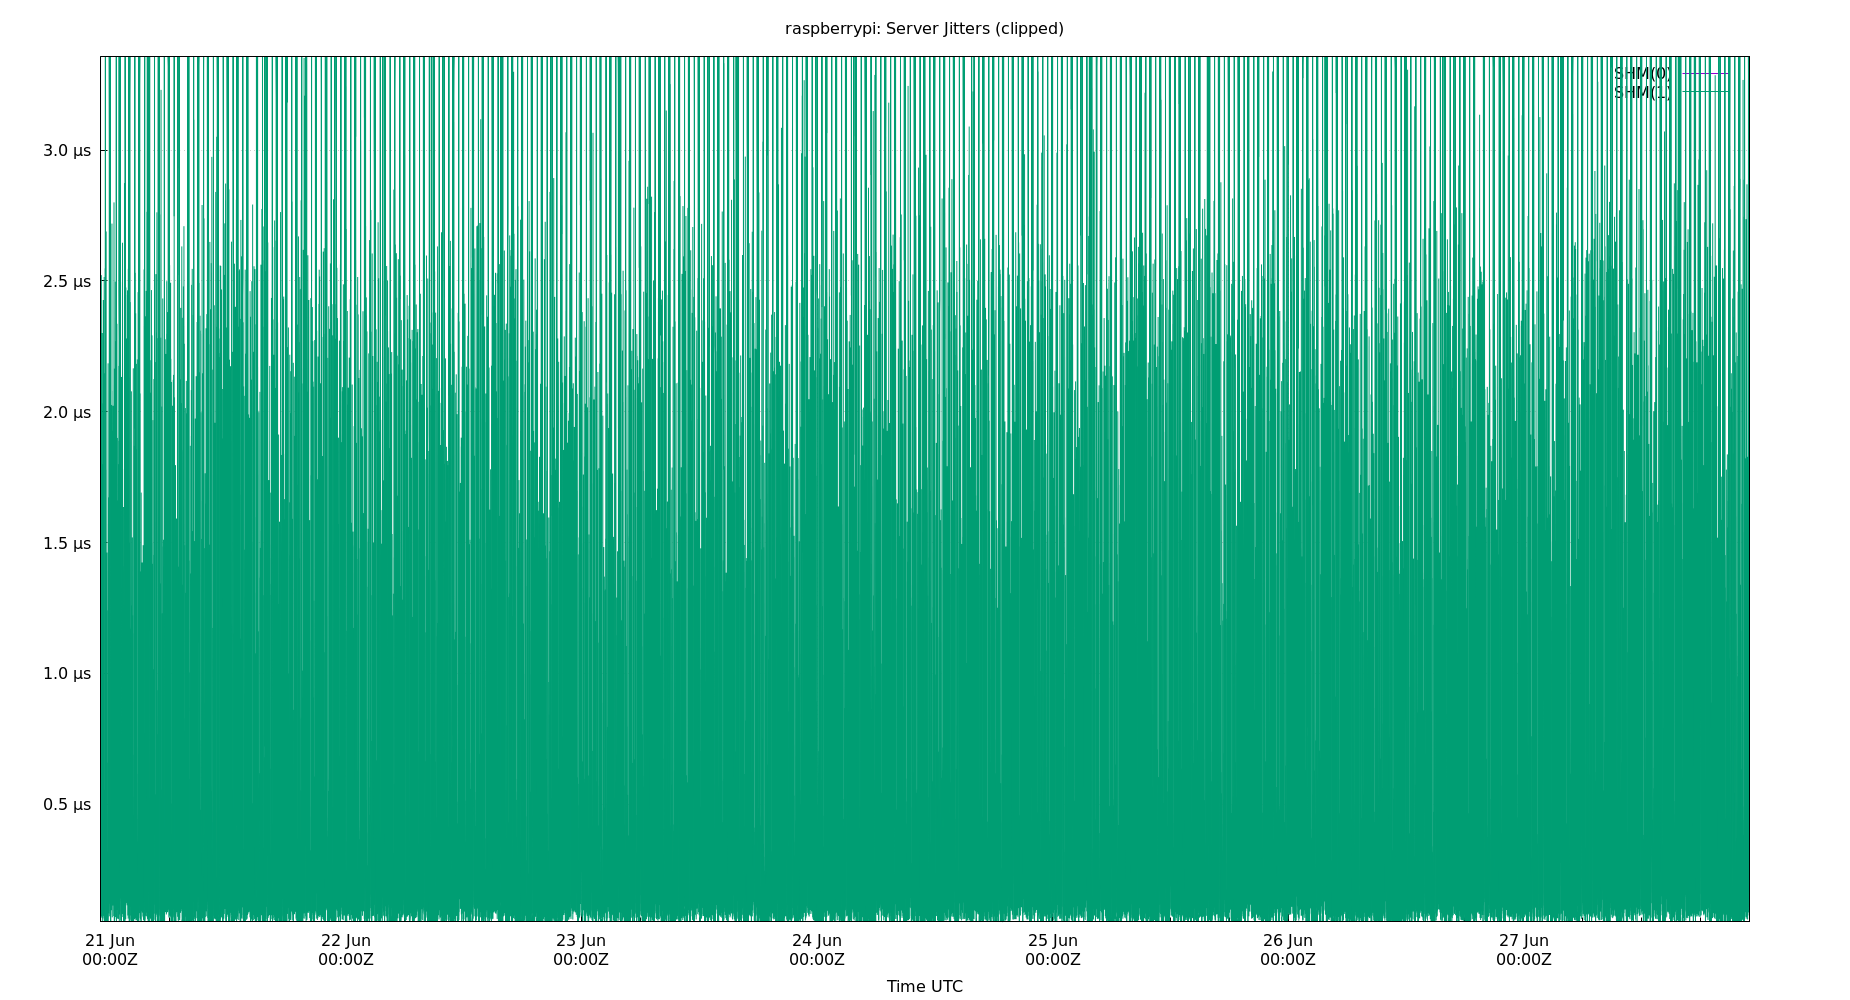 raspberrypi: Server Jitters (clipped)
SHM(0)
SHM(1)
3.0 μs
2.5 μs
2.0 μs
1.5 μs
1.0 μs
0.5 μs
21 Jun 22 Jun 23 Jun 24 Jun 25 Jun 26 Jun 27 Jun
00:00Z 00:00Z 00:00Z 00:00Z 00:00Z 00:00Z 00:00Z
Time UTC